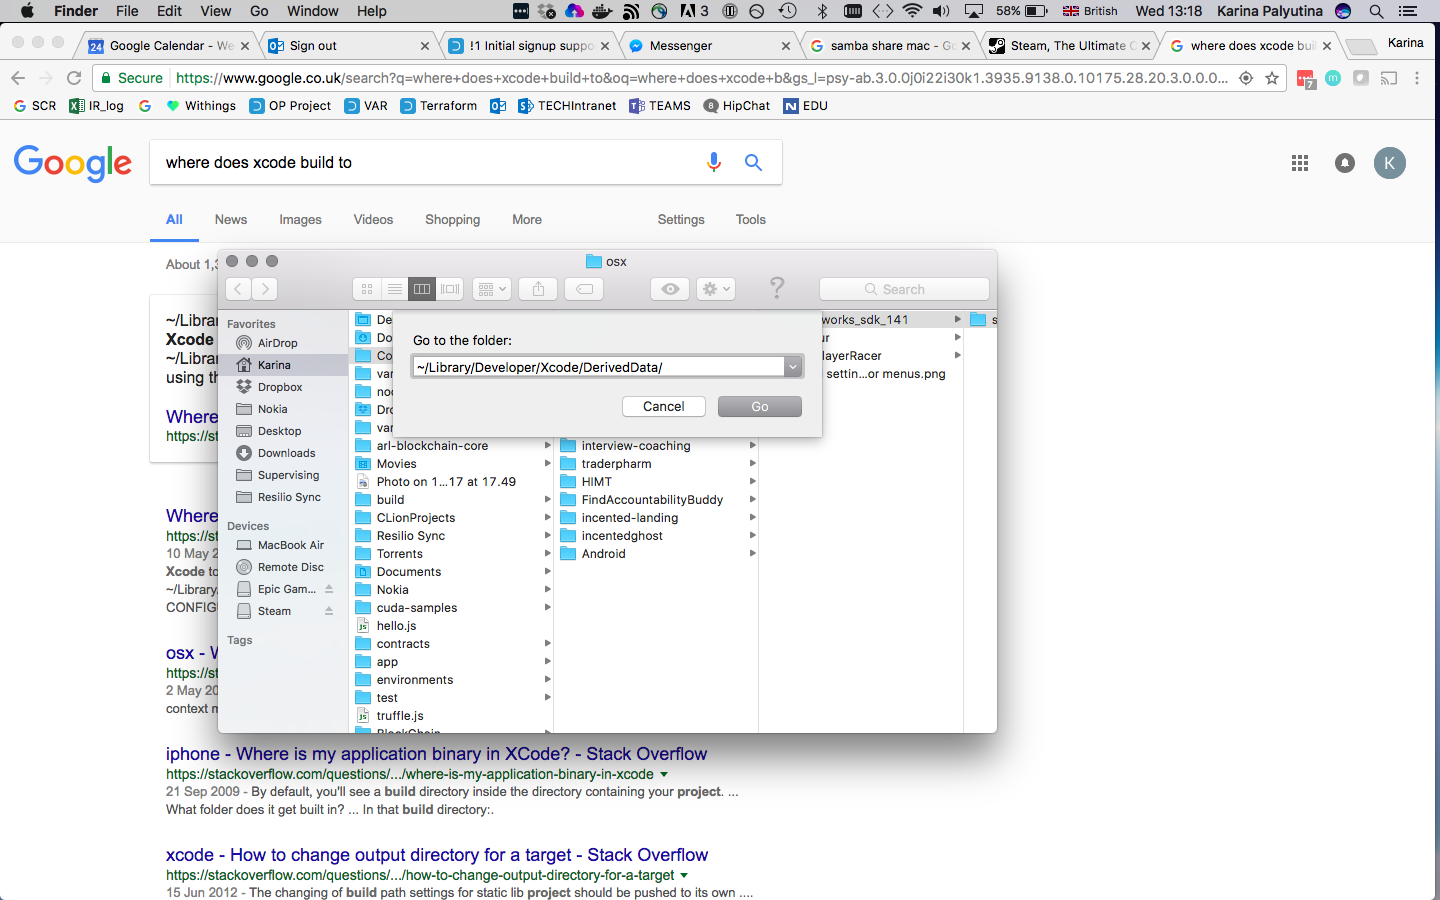 Finder File Edit View Go Window Help 3 58% British Wed 13:18 Karina Palyutina
24 Google Calendar - We Sign out !1 Initial signup suppo Messenger samba share mac - Go Steam, The Ultimate O where does xcode buil Karina
Secure https://www.google.co.uk/search?q=where+does+xcode+build+to&oq=where+does+xcode+b&gs_l=psy-ab.3.0.0j0i22i30k1.3935.9138.0.10175.28.20.3.0.0.0... 7 m
SCR IR_log Withings OP Project VAR Terraform TECHIntranet TEAMS HipChat EDU
Google where does xcode build to K
All News Images Videos Shopping More Settings Tools
About 1,3
~/Librar
Xcode
~/Librar
using th
Where
https://st
Where
https://st
10 May 2
Xcode to
~/Library/
CONFIGU
osx - W
https://st
2 May 20
context m
osx
Search
Favorites
AirDrop
Karina
Dropbox
Nokia
Desktop
Downloads
Supervising
Resilio Sync
Devices
MacBook Air
Remote Disc
Epic Gam...
Steam
Tags
De
Do
Co
var
noc
Dro
var
arl-blockchain-core
Movies
Photo on 1...17 at 17.49
build
CLionProjects
Resilio Sync
Torrents
Documents
Nokia
cuda-samples
hello.js
contracts
app
environments
test
truffle.js
BlockChain
Go to the folder:
~/Library/Developer/Xcode/DerivedData/
Cancel Go
interview-coaching
traderpharm
HIMT
FindAccountabilityBuddy
incented-landing
incentedghost
Android
works_sdk_141
ur
layerRacer
settin...or menus.png
s
iphone - Where is my application binary in XCode? - Stack Overflow
https://stackoverflow.com/questions/.../where-is-my-application-binary-in-xcode
21 Sep 2009 - By default, you'll see a build directory inside the directory containing your project. ...
What folder does it get built in? ... In that build directory:.
xcode - How to change output directory for a target - Stack Overflow
https://stackoverflow.com/questions/.../how-to-change-output-directory-for-a-target
15 Jun 2012 - The changing of build path settings for static lib project should be pushed to its own ....